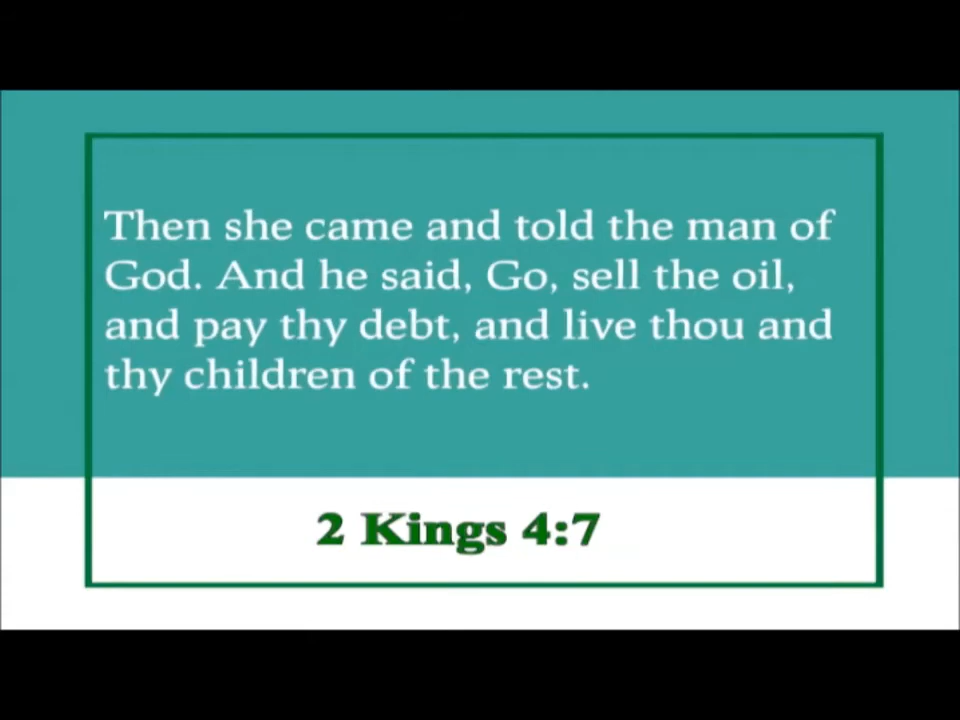 Then she came and told the man of
God. And he said, Go, sell the oil,
and pay thy debt, and live thou and
thy children of the rest.
2 Kings 4:7